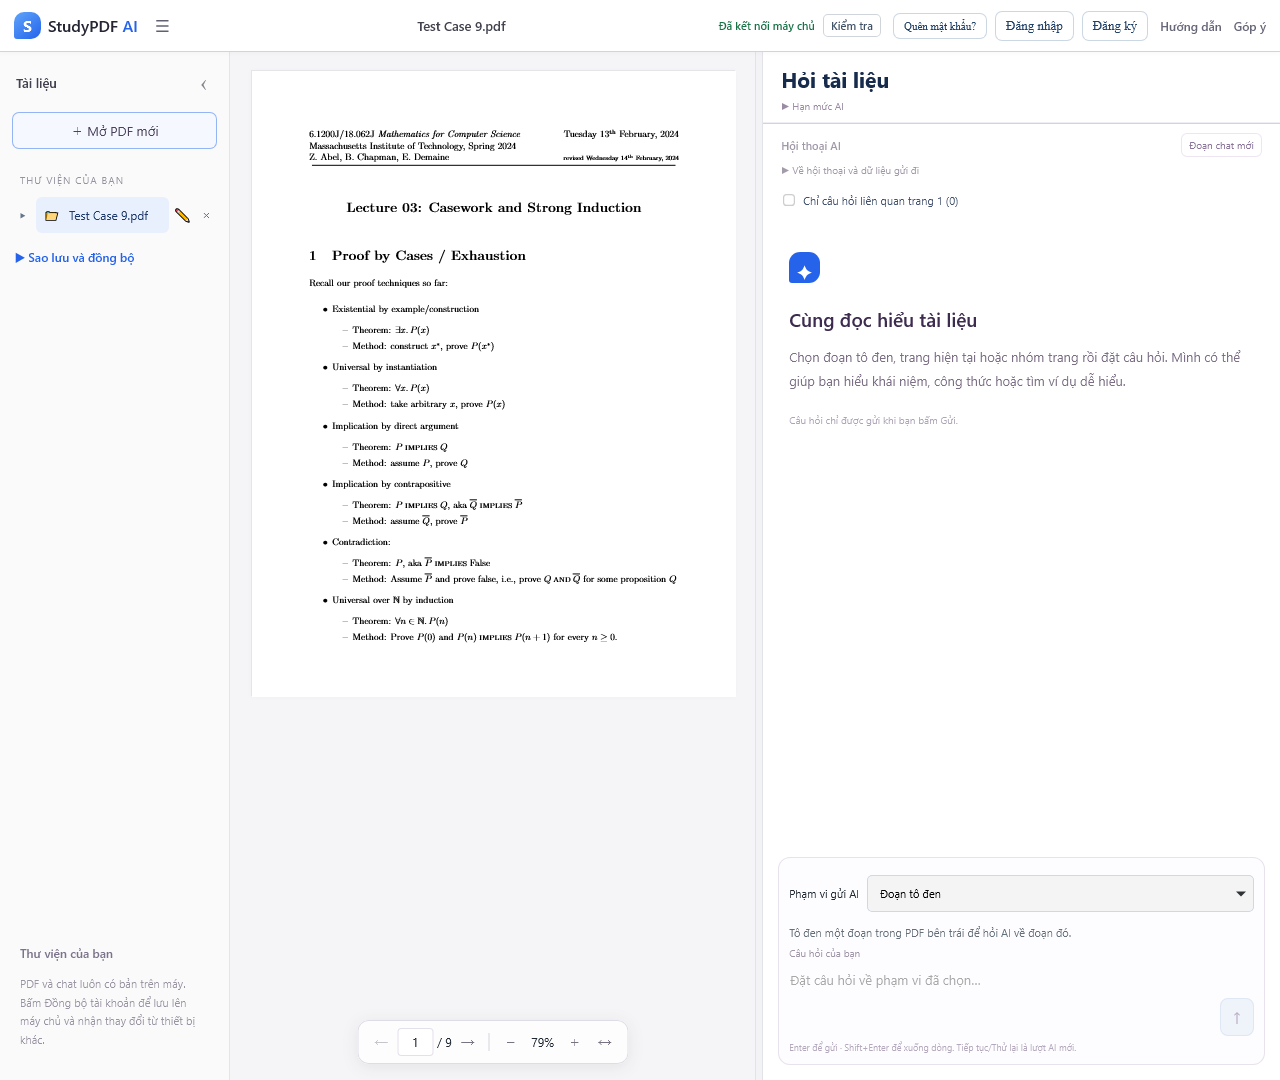 S StudyPDF AI ☰
Test Case 9.pdf
Đã kết nối máy chủ Kiểm tra Quên mật khẩu? Đăng nhập Đăng ký Hướng dẫn Góp ý
Tài liệu ‹
+ Mở PDF mới
THƯ VIỆN CỦA BẠN
▸ Test Case 9.pdf ×
▶ Sao lưu và đồng bộ
Thư viện của bạn
PDF và chat luôn có bản trên máy.
Bấm Đồng bộ tài khoản để lưu lên
máy chủ và nhận thay đổi từ thiết bị
khác.
6.1200J/18.062J Mathematics for Computer Science Tuesday 13th February, 2024
Massachusetts Institute of Technology, Spring 2024
Z. Abel, B. Chapman, E. Demaine revised Wednesday 14th February, 2024
Lecture 03: Casework and Strong Induction
1 Proof by Cases / Exhaustion
Recall our proof techniques so far:
• Existential by example/construction
– Theorem: ∃x. P(x)
– Method: construct x*, prove P(x*)
• Universal by instantiation
– Theorem: ∀x. P(x)
– Method: take arbitrary x, prove P(x)
• Implication by direct argument
– Theorem: P IMPLIES Q
– Method: assume P, prove Q
• Implication by contrapositive
– Theorem: P IMPLIES Q, aka Q̅ IMPLIES P̅
– Method: assume Q̅, prove P̅
• Contradiction:
– Theorem: P, aka P̅ IMPLIES False
– Method: Assume P̅ and prove false, i.e., prove Q AND Q̅ for some proposition Q
• Universal over ℕ by induction
– Theorem: ∀n ∈ ℕ. P(n)
– Method: Prove P(0) and P(n) IMPLIES P(n + 1) for every n ≥ 0.
← 1 / 9 → − 79% + ↔
Hỏi tài liệu
▶ Hạn mức AI
Hội thoại AI Đoạn chat mới
▶ Về hội thoại và dữ liệu gửi đi
Chỉ câu hỏi liên quan trang 1 (0)
Cùng đọc hiểu tài liệu
Chọn đoạn tô đen, trang hiện tại hoặc nhóm trang rồi đặt câu hỏi. Mình có thể
giúp bạn hiểu khái niệm, công thức hoặc tìm ví dụ dễ hiểu.
Câu hỏi chỉ được gửi khi bạn bấm Gửi.
Phạm vi gửi AI Đoạn tô đen
Tô đen một đoạn trong PDF bên trái để hỏi AI về đoạn đó.
Câu hỏi của bạn
Đặt câu hỏi về phạm vi đã chọn...
↑
Enter để gửi · Shift+Enter để xuống dòng. Tiếp tục/Thử lại là lượt AI mới.